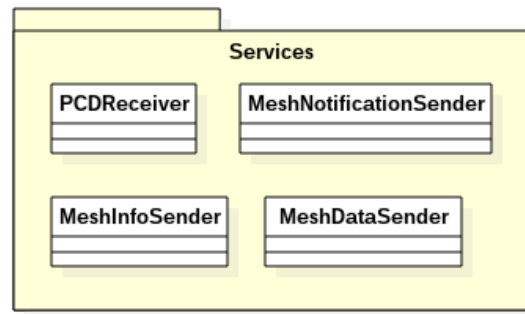 Services
PCDReceiver
MeshNotificationSender
MeshInfoSender
MeshDataSender